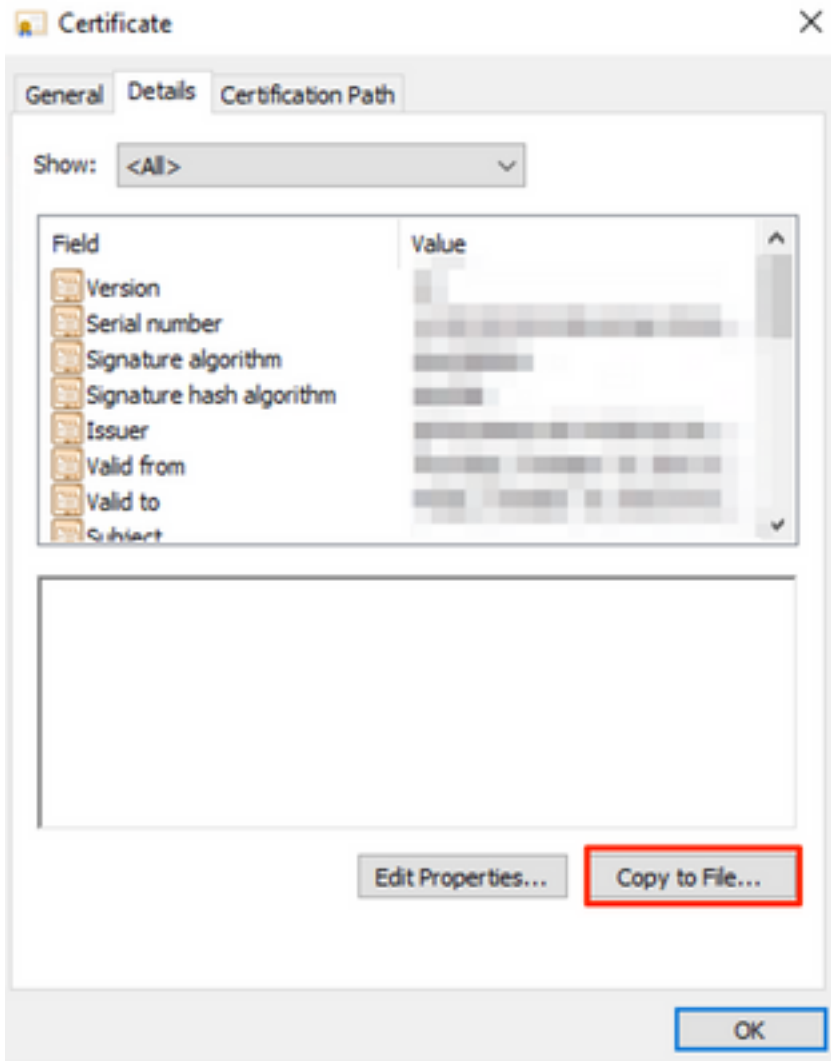 Certificate
General Details Certification Path
Show: <All>
Field Value
Version
Serial number
Signature algorithm
Signature hash algorithm
Issuer
Valid from
Valid to
Subject
Edit Properties... Copy to File...
OK